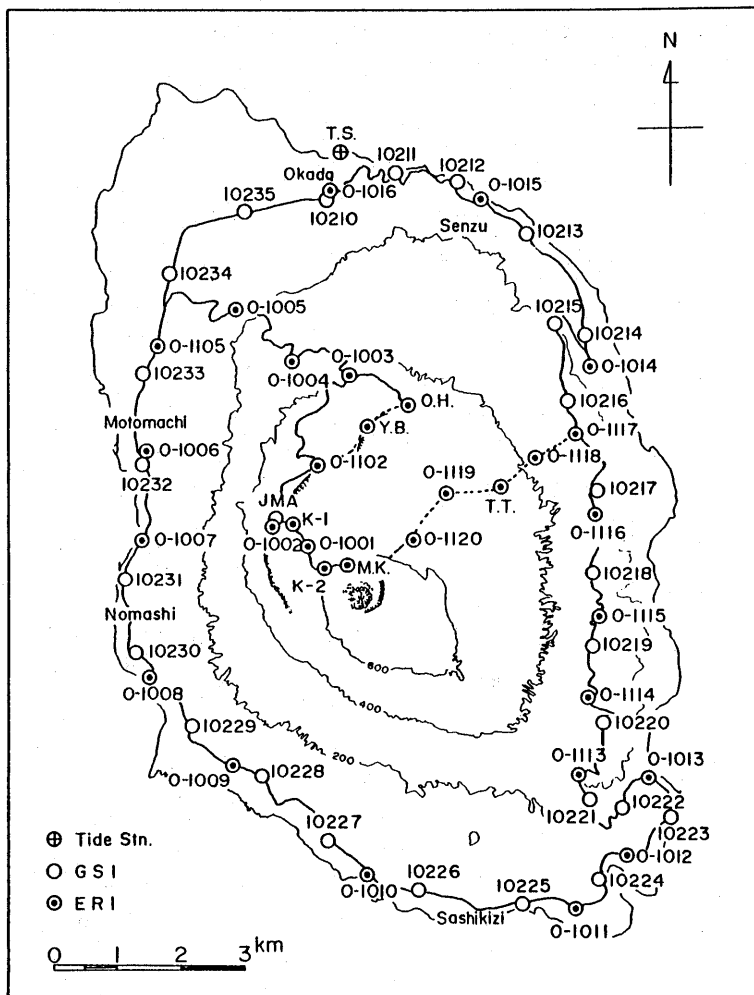 N
T.S.
10211
10212
Okada
0-1016
0-1015
10235
10210
Senzu
10213
10234
0-1005
10215
10214
0-1105
0-1003
0-1014
10233
0-1004
10216
O.H.
Motomachi
Y.B.
0-1117
0-1006
0-1118
10232
0-1102
0-1119
JMA
T.T.
10217
K-1
0-1116
0-1007
0-1002
0-1001
0-1120
10231
K-2
M.K.
10218
Nomashi
0-1115
10230
10219
600
0-1008
0-1114
400
10229
10220
200
0-1113
0-1013
0-1009
10228
10221
10222
10227
10223
Tide Stn.
0-1012
GSI
10226
10224
ERI
0-1010
10225
Sashikizi
0-1011
km
0 1 2 3